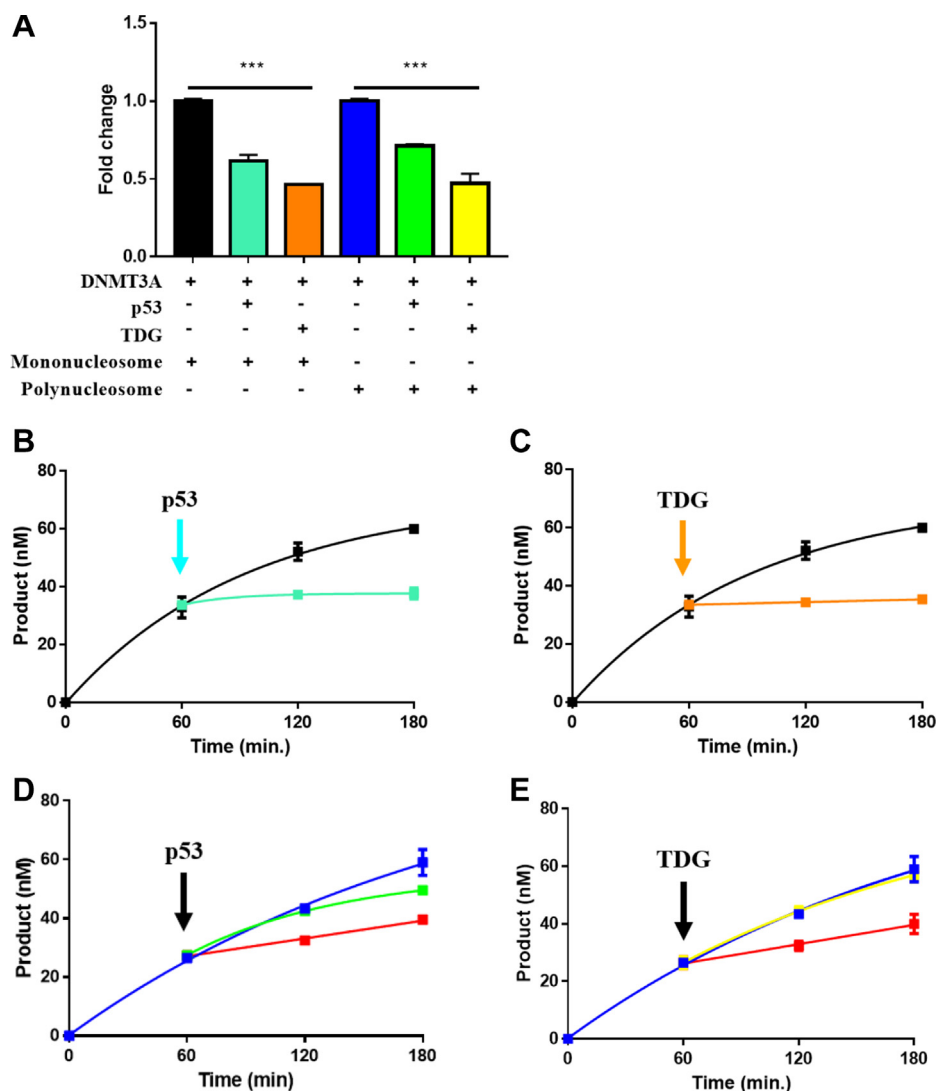 A
*** ***
1.5
1.0
0.5
0.0
Fold change
DNMT3A + + + + + +
p53 - + - - + -
TDG - - + - - +
Mononucleosome + + + - - -
Polynucleosome - - - + + +
B
80
60
40
20
0
Product (nM)
p53
0 60 120 180
Time (min.)
C
80
60
40
20
0
Product (nM)
TDG
0 60 120 180
Time (min.)
D
80
60
40
20
0
Product (nM)
p53
0 60 120 180
Time (min)
E
80
60
40
20
0
Product (nM)
TDG
0 60 120 180
Time (min.)